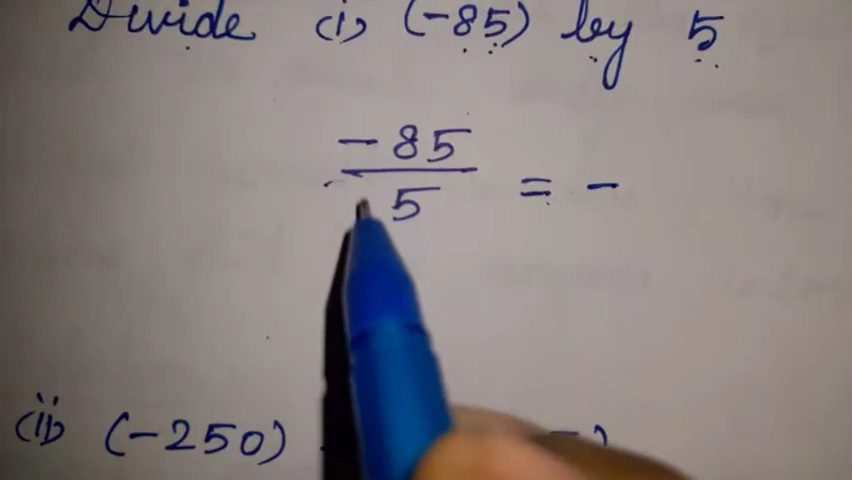 Divide (i) (-85) by 5
-85
5 = -
(ii) (-250)